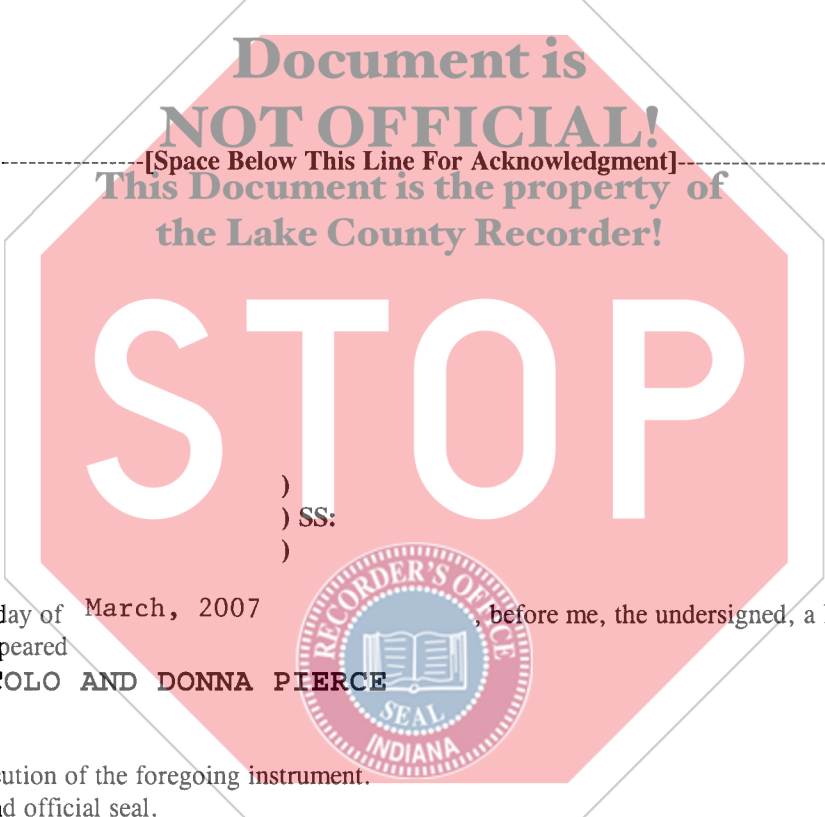 Document is
NOT OFFICIAL!
[Space Below This Line For Acknowledgment]
This Document is the property of
the Lake County Recorder!
STOP
)
) SS:
)
day of March, 2007 , before me, the undersigned, a
peared
OLO AND DONNA PIERCE
RECORDER'S OFFICE
SEAL
INDIANA
ution of the foregoing instrument.
d official seal.